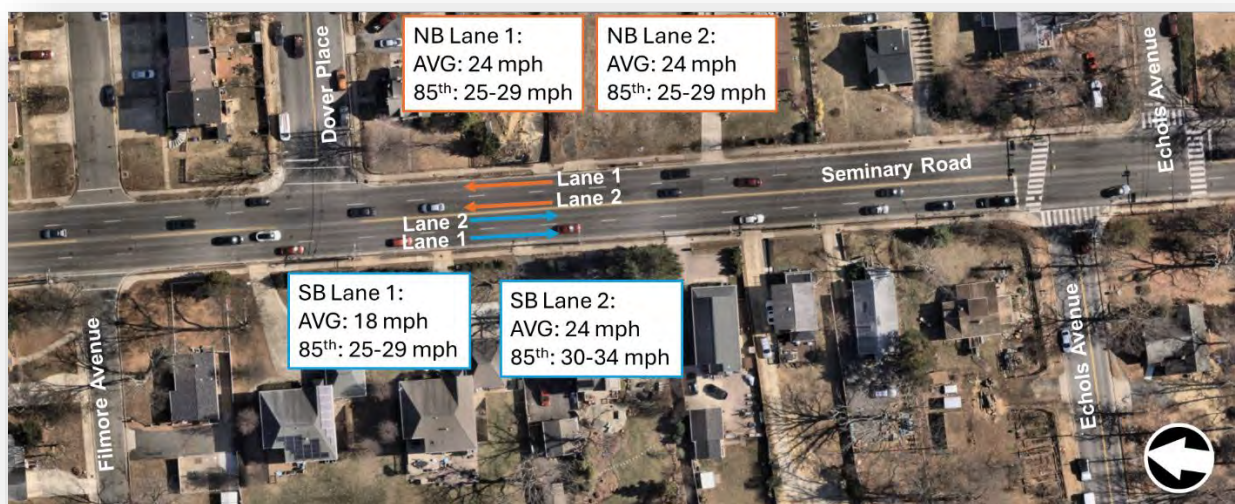 NB Lane 1:
AVG: 24 mph
85th: 25-29 mph
NB Lane 2:
AVG: 24 mph
85th: 25-29 mph
Dover Place
Echols Avenue
Seminary Road
Lane 1
Lane 2
Lane 2
Lane 1
SB Lane 1:
AVG: 18 mph
85th: 25-29 mph
SB Lane 2:
AVG: 24 mph
85th: 30-34 mph
Filmore Avenue
Echols Avenue